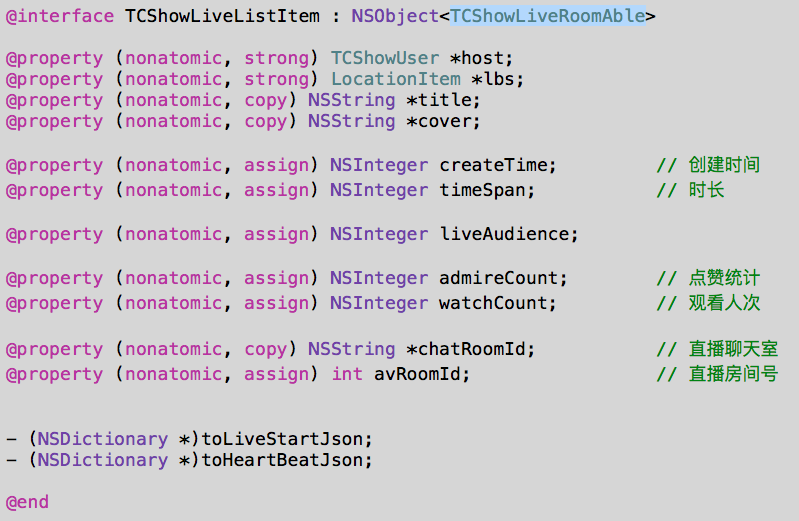 @interface TCShowLiveListItem : NSObject<TCShowLiveRoomAble>
@property (nonatomic, strong) TCShowUser *host;
@property (nonatomic, strong) LocationItem *lbs;
@property (nonatomic, copy) NSString *title;
@property (nonatomic, copy) NSString *cover;
@property (nonatomic, assign) NSInteger createTime; // 创建时间
@property (nonatomic, assign) NSInteger timeSpan; // 时长
@property (nonatomic, assign) NSInteger liveAudience;
@property (nonatomic, assign) NSInteger admireCount; // 点赞统计
@property (nonatomic, assign) NSInteger watchCount; // 观看人次
@property (nonatomic, copy) NSString *chatRoomId; // 直播聊天室
@property (nonatomic, assign) int avRoomId; // 直播房间号
- (NSDictionary *)toLiveStartJson;
- (NSDictionary *)toHeartBeatJson;
@end